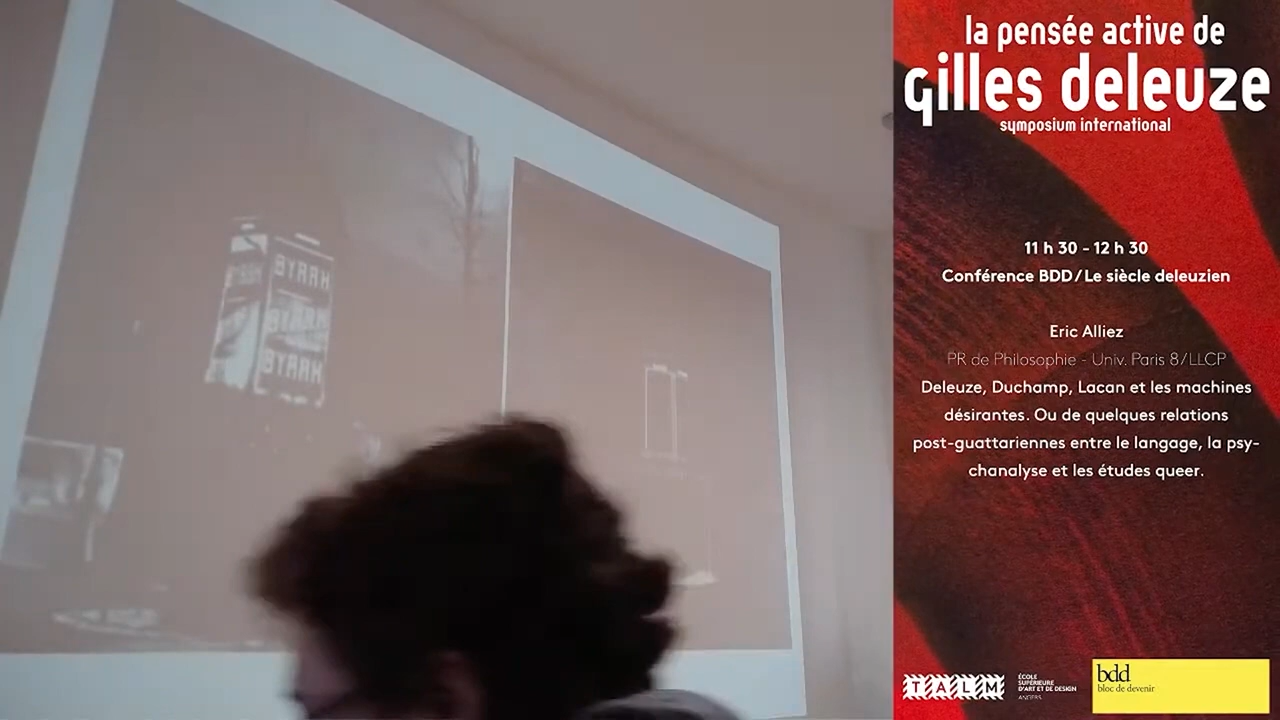 BYRRH
BYRRH
BYRRH
la pensée active de
gilles deleuze
symposium international
11 h 30 - 12 h 30
Conférence BDD / Le siècle deleuzien
Eric Alliez
PR de Philosophie - Univ. Paris 8 / LLCP
Deleuze, Duchamp, Lacan et les machines
désirantes. Ou de quelques relations
post-guattariennes entre le langage, la psy-
chanalyse et les études queer.
TALM
ÉCOLE
SUPÉRIEURE
D'ART ET DE DESIGN
ANGERS
bdd
bloc de devenir